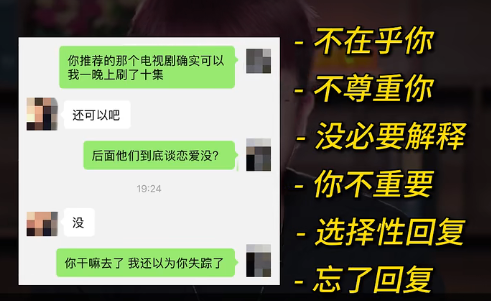 你推荐的那个电视剧确实可以
我一晚上刷了十集
还可以吧
后面他们到底谈恋爱没?
19:24
没
你干嘛去了 我还以为你失踪了
- 不在乎你
- 不尊重你
- 没必要解释
- 你不重要
- 选择性回复
- 忘了回复